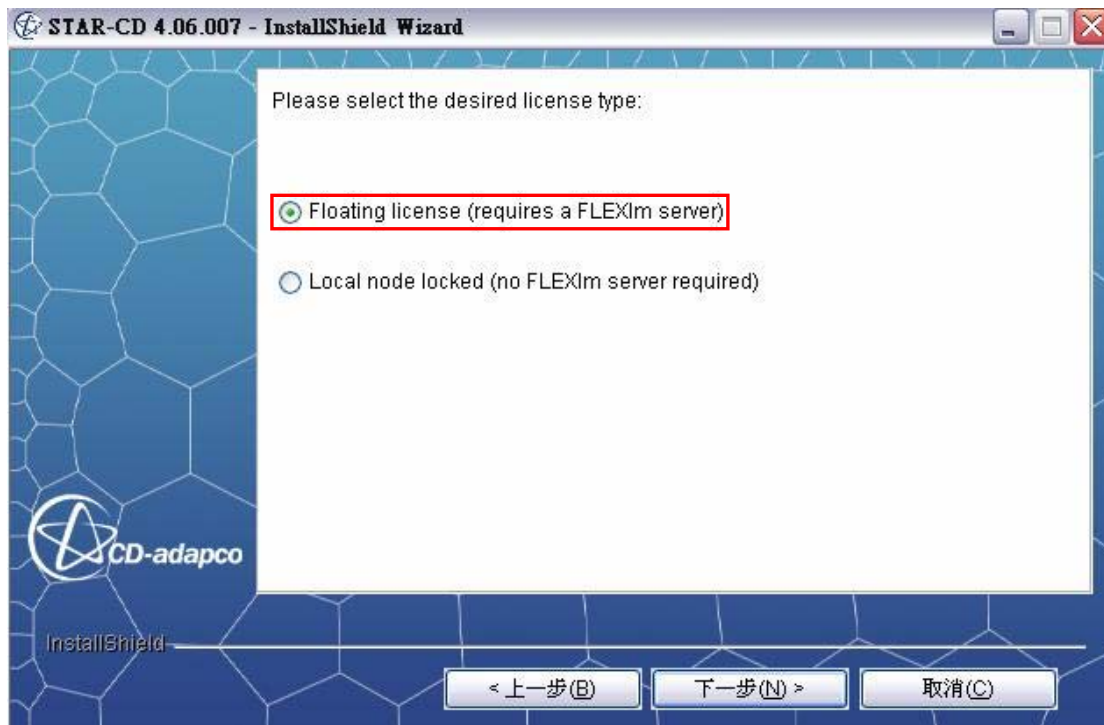 STAR-CD 4.06.007 - InstallShield Wizard
Please select the desired license type:
Floating license (requires a FLEXlm server)
Local node locked (no FLEXlm server required)
CD-adapco
InstallShield
< 上一步(B)
下一步(N) >
取消(C)